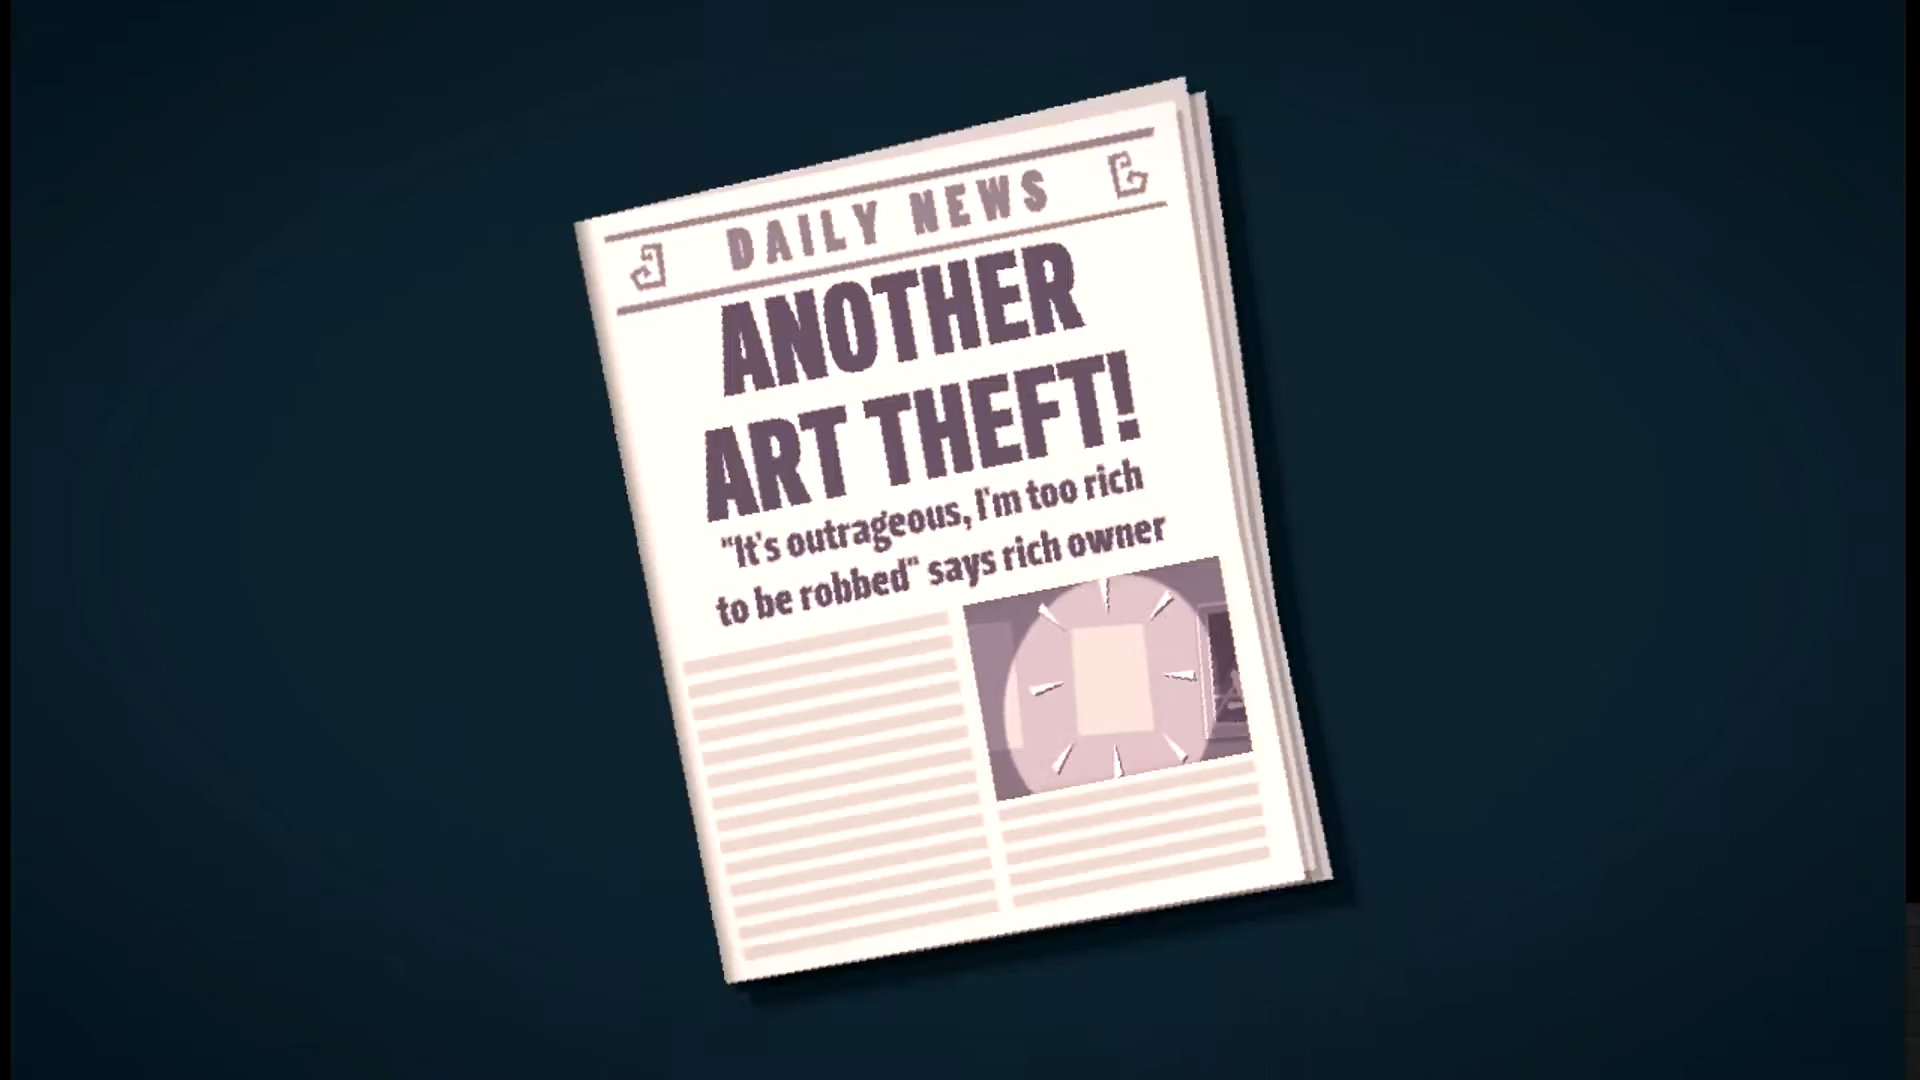 DAILY NEWS
ANOTHER
ART THEFT!
"It's outrageous, I'm too rich
to be robbed" says rich owner